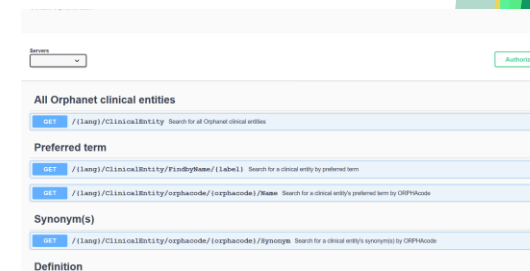 Servers
Authoriz
All Orphanet clinical entities
GET /{lang}/ClinicalEntity Search for all Orphanet clinical entities
Preferred term
GET /{lang}/ClinicalEntity/FindbyName/{label} Search for a clinical entity by preferred term
GET /{lang}/ClinicalEntity/orphacode/{orphacode}/Name Search for a clinical entity's preferred term by ORPHAcode
Synonym(s)
GET /{lang}/ClinicalEntity/orphacode/{orphacode}/Synonym Search for a clinical entity's synonym(s) by ORPHAcode
Definition